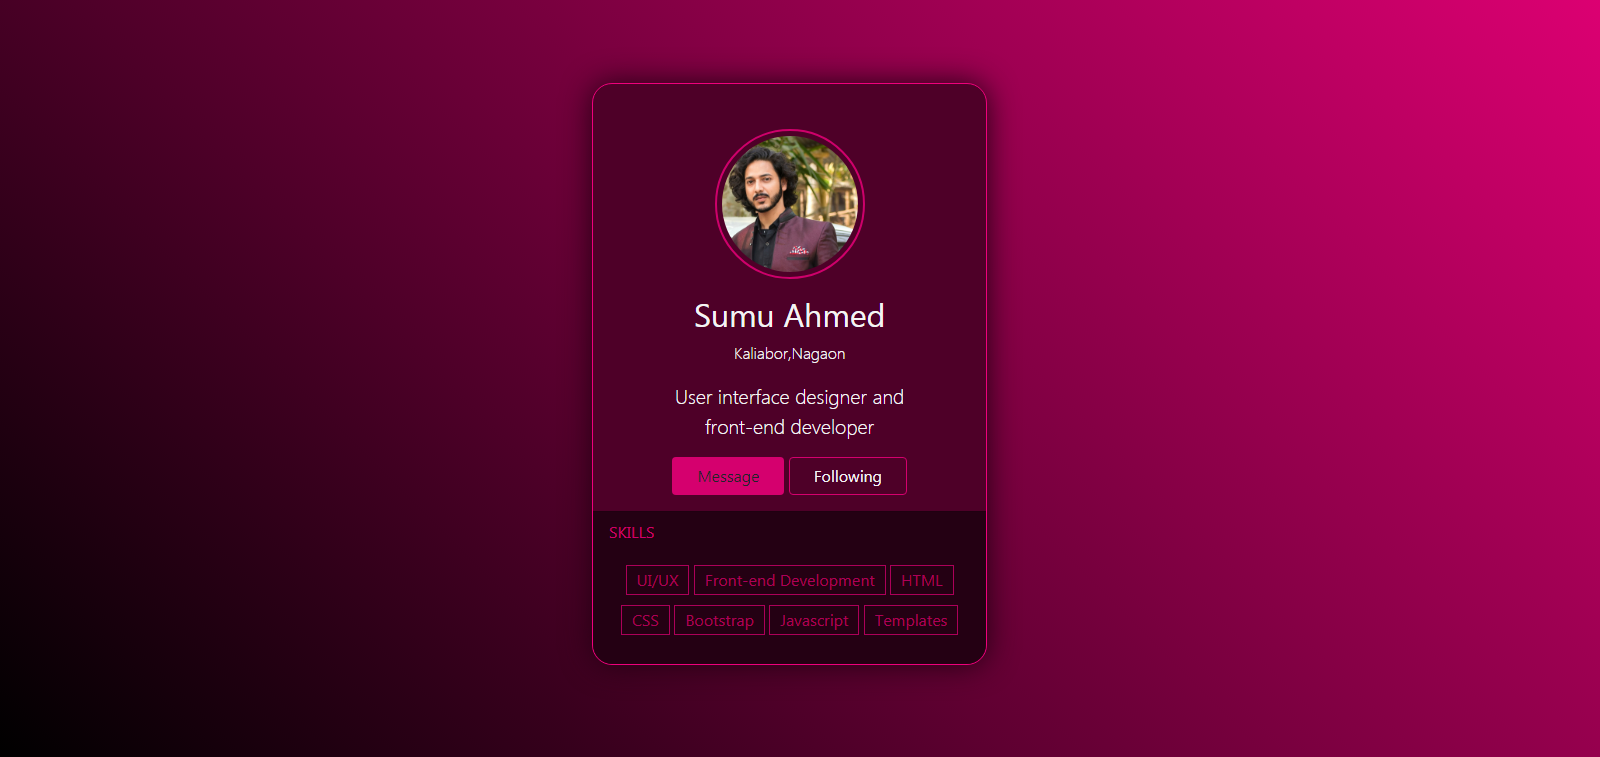 Sumu Ahmed
Kaliabor,Nagaon
User interface designer and
front-end developer
Message Following
SKILLS
UI/UX Front-end Development HTML
CSS Bootstrap Javascript Templates